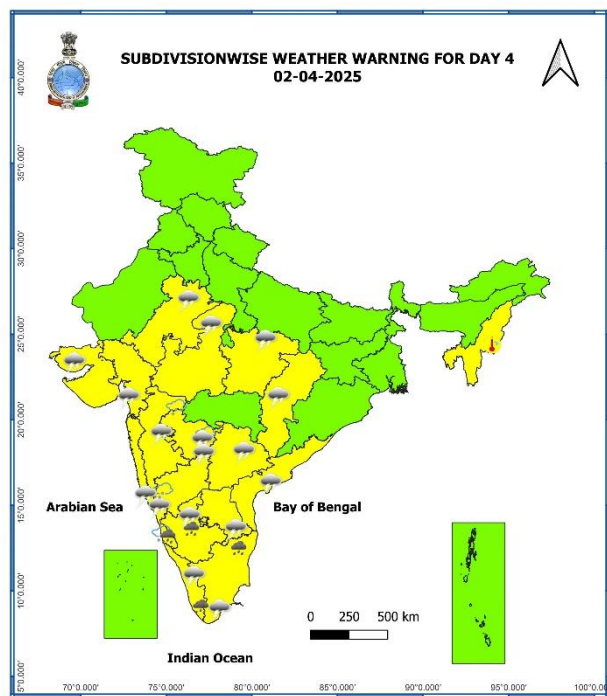 SUBDIVISIONWISE WEATHER WARNING FOR DAY 4
02-04-2025
40°0.000'
35°0.000'
30°0.000'
25°0.000'
20°0.000'
15°0.000'
10°0.000'
5°0.000'
Arabian Sea
Bay of Bengal
0 250 500 km
Indian Ocean
70°0.000' 75°0.000' 80°0.000' 85°0.000' 90°0.000' 95°0.000' 100°0.0